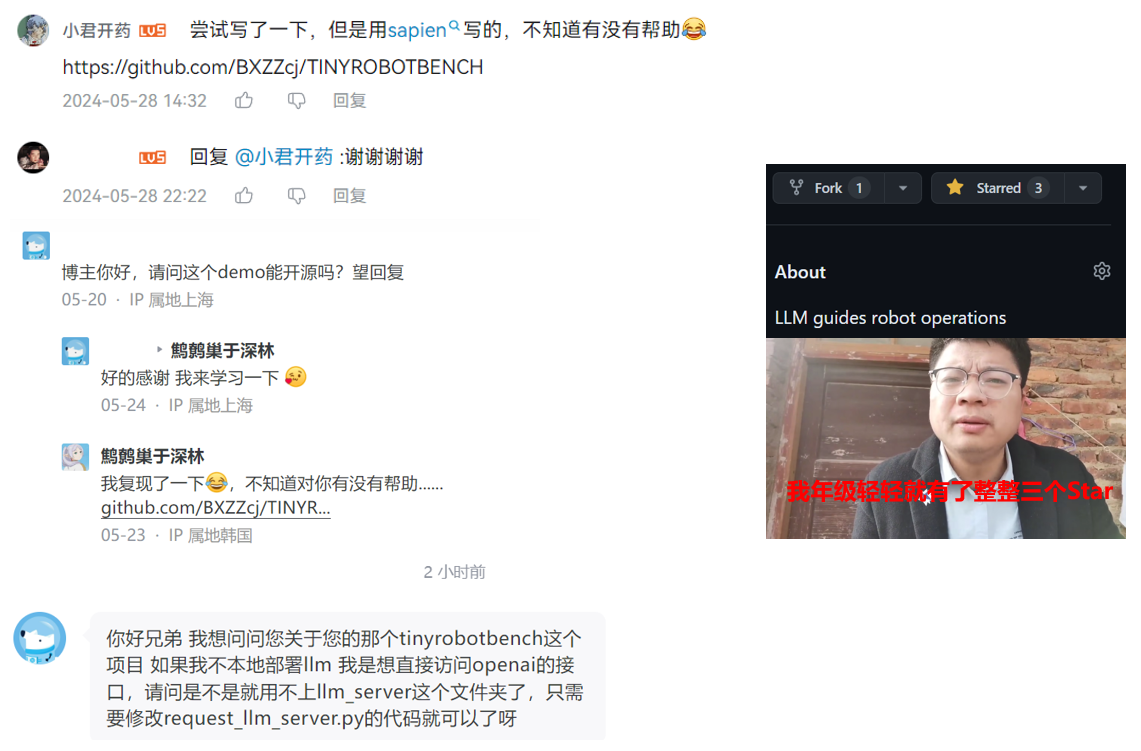 小君开药 LV5 尝试写了一下，但是用sapien写的，不知道有没有帮助😂
https://github.com/BXZZcj/TINYROBOTBENCH
2024-05-28 14:32 回复
LV5 回复 @小君开药 :谢谢谢谢
2024-05-28 22:22 回复
博主你好，请问这个demo能开源吗？望回复
05-20 · IP 属地上海
鹪鹩巢于深林
好的感谢 我来学习一下 😘
05-24 · IP 属地上海
鹪鹩巢于深林
我复现了一下😂，不知道对你有没有帮助……
github.com/BXZZcj/TINYR...
05-23 · IP 属地韩国
2 小时前
你好兄弟 我想问问您关于您的那个tinyrobotbench这个
项目 如果我不本地部署llm 我是想直接访问openai的接
口，请问是不是就用不上llm_server这个文件夹了，只需
要修改request_llm_server.py的代码就可以了呀
Fork 1 Starred 3
About
LLM guides robot operations
我年级轻轻就有了整整三个Star